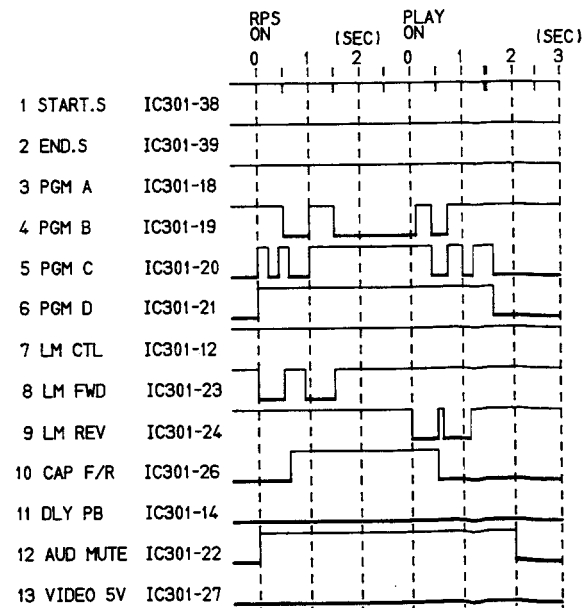 RPS PLAY
ON (SEC) ON (SEC)
0 1 2 0 1 2 3
1 START.S IC301-38
2 END.S IC301-39
3 PGM A IC301-18
4 PGM B IC301-19
5 PGM C IC301-20
6 PGM D IC301-21
7 LM CTL IC301-12
8 LM FWD IC301-23
9 LM REV IC301-24
10 CAP F/R IC301-26
11 DLY PB IC301-14
12 AUD MUTE IC301-22
13 VIDEO 5V IC301-27